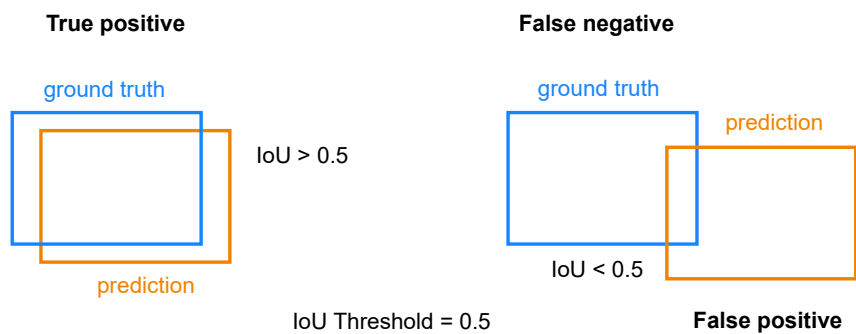 True positive
ground truth
IoU > 0.5
prediction
False negative
ground truth
prediction
IoU < 0.5
False positive
IoU Threshold = 0.5